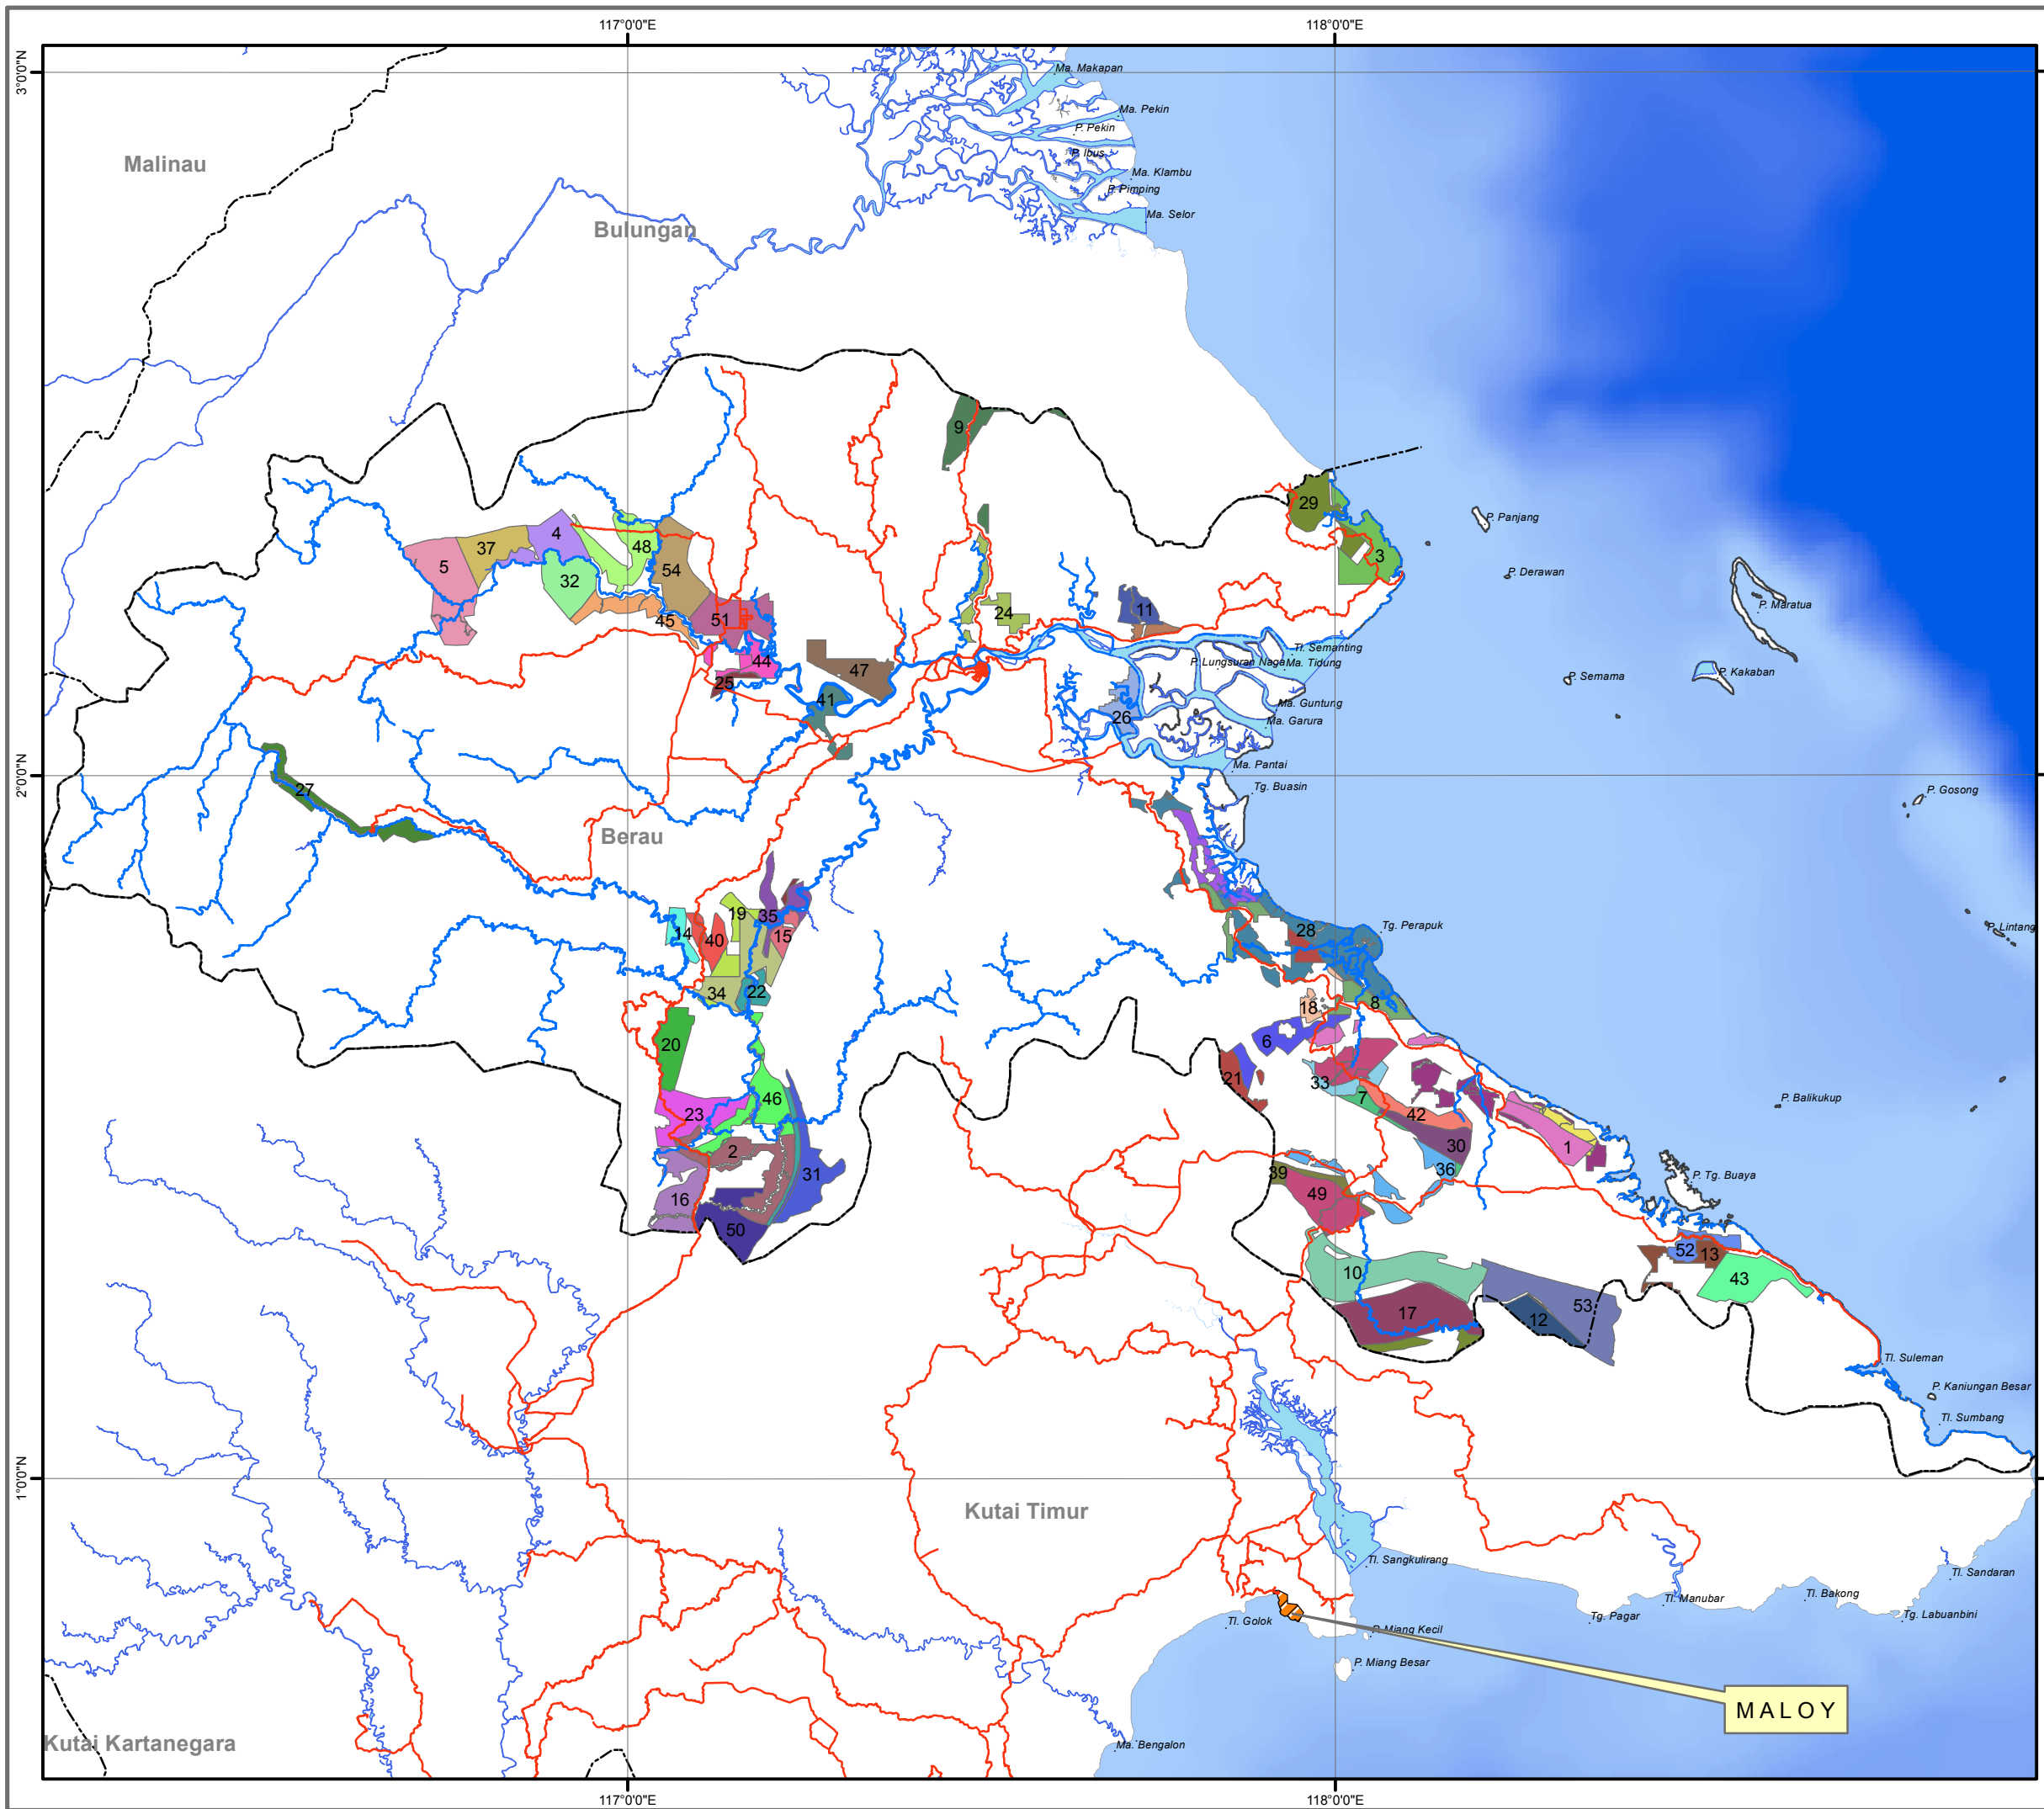 117°0'0"E
118°0'0"E
3°0'0"N
Ma. Makapan
Ma. Pekin
P. Pekin
P. Ibus
Malinau
Ma. Klambu
P. Pimping
Ma. Selor
Bulungan
9
29
P. Panjang
4
37
48
3
5
54
32
P. Derawan
P. Maratua
11
24
45
51
Tl. Semanting
44
P. Lungsuran Naga
Ma. Tidung
47
P. Kakaban
P. Semama
25
41
Ma. Guntung
26
Ma. Garura
2°0'0"N
Ma. Pantai
27
Tg. Buasin
P. Gosong
Berau
19
35
Tg. Perapuk
P. Lintang
14
40
15
28
34
22
8
18
20
6
21
33
46
7
P. Balikukup
23
42
30
1
2
36
39
31
P. Tg. Buaya
16
49
50
52
13
10
43
53
17
12
Tl. Suleman
P. Kaniungan Besar
Tl. Sumbang
1°0'0"N
Kutai Timur
Tl. Sangkulirang
Tl. Sandaran
Tl. Manubar
Tl. Bakong
Tl. Golok
Tg. Pagar
Tg. Labuanbini
P. Miang Kecil
P. Miang Besar
MALOY
Kutai Kartanegara
Ma. Bengalon
117°0'0"E
118°0'0"E